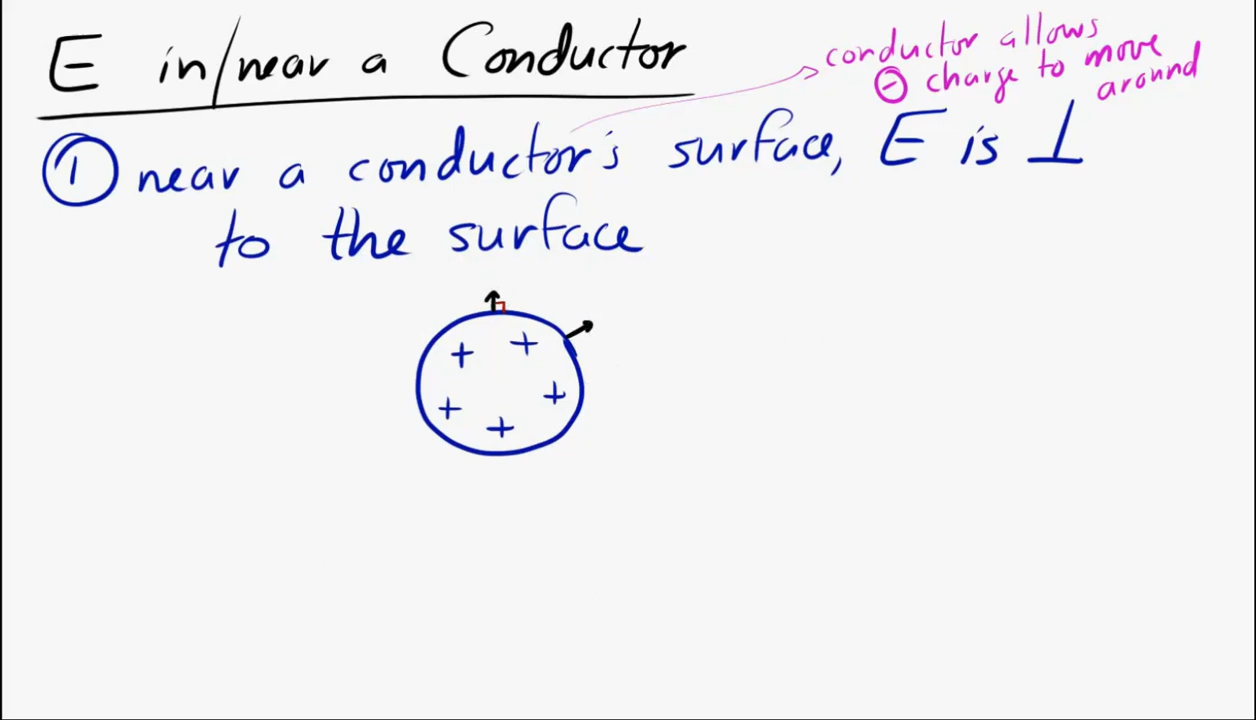 E in/near a Conductor
conductor allows
⊖ charge to move
around
① near a conductor's surface, E is ⊥
to the surface
+ +
+ +
+